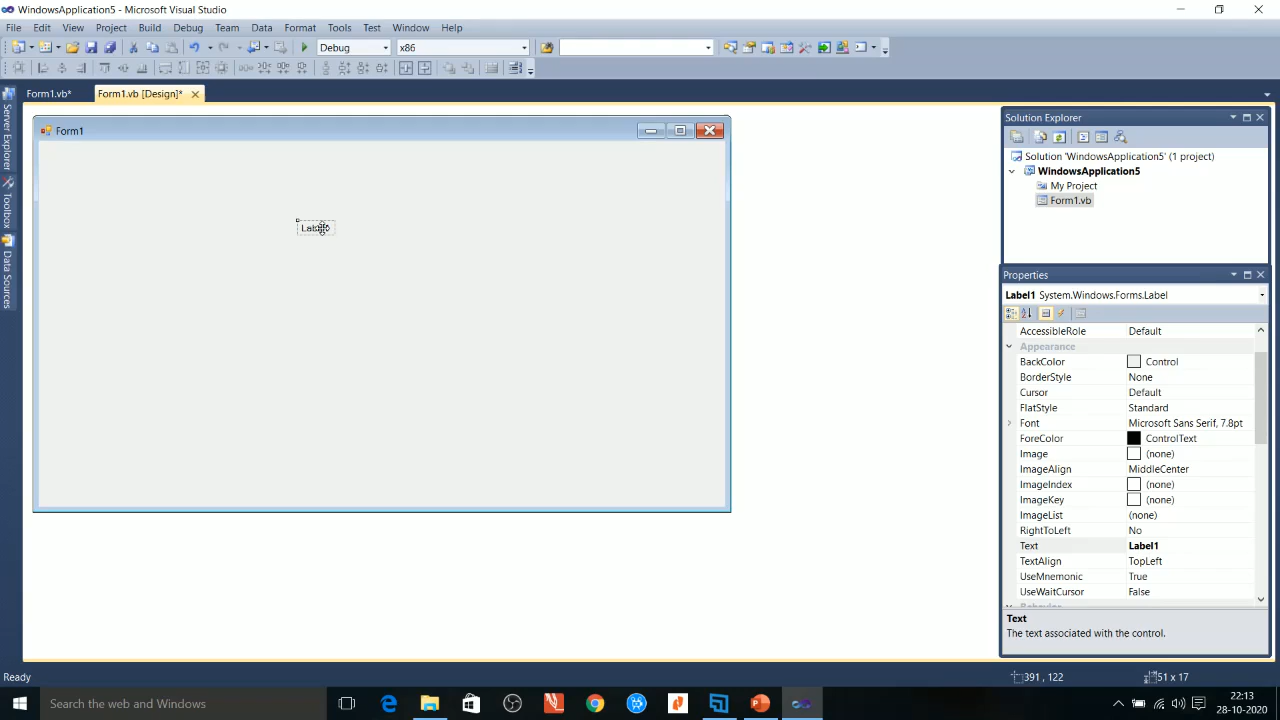 WindowsApplication5 - Microsoft Visual Studio
File Edit View Project Build Debug Team Data Format Tools Test Window Help
Debug x86
Form1.vb* Form1.vb [Design]*
Server Explorer
Toolbox
Data Sources
Form1
Solution Explorer
Solution 'WindowsApplication5' (1 project)
WindowsApplication5
My Project
Form1.vb
Properties
Label1 System.Windows.Forms.Label
AccessibleRole Default
Appearance
BackColor Control
BorderStyle None
Cursor Default
FlatStyle Standard
Font Microsoft Sans Serif, 7.8pt
ForeColor ControlText
Image (none)
ImageAlign MiddleCenter
ImageIndex (none)
ImageKey (none)
ImageList (none)
RightToLeft No
Text Label1
TextAlign TopLeft
UseMnemonic True
UseWaitCursor False
Text
The text associated with the control.
Ready 391 , 122 51 x 17
Search the Web and Windows
22:13
28-10-2020